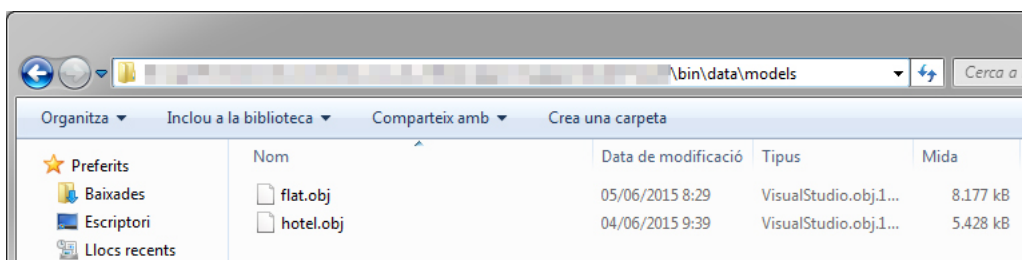 \bin\data\models Cerca a
Organitza Inclou a la biblioteca Comparteix amb Crea una carpeta
Preferits Nom Data de modificació Tipus Mida
Baixades flat.obj 05/06/2015 8:29 VisualStudio.obj.1... 8.177 kB
Escriptori hotel.obj 04/06/2015 9:39 VisualStudio.obj.1... 5.428 kB
Llocs recents